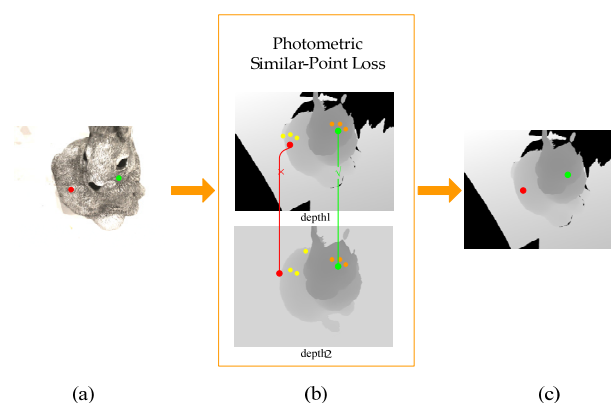 Photometric
Similar-Point Loss
depth1
depth2
(a)
(b)
(c)